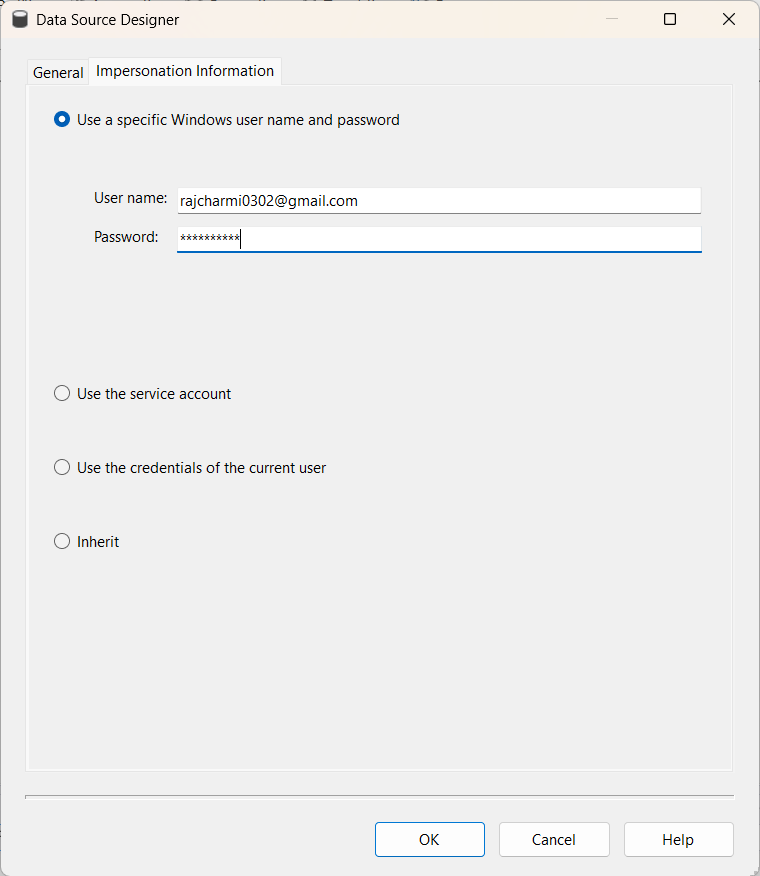 Data Source Designer
General
Impersonation Information
Use a specific Windows user name and password
User name: rajcharmi0302@gmail.com
Password: **********
Use the service account
Use the credentials of the current user
Inherit
OK
Cancel
Help